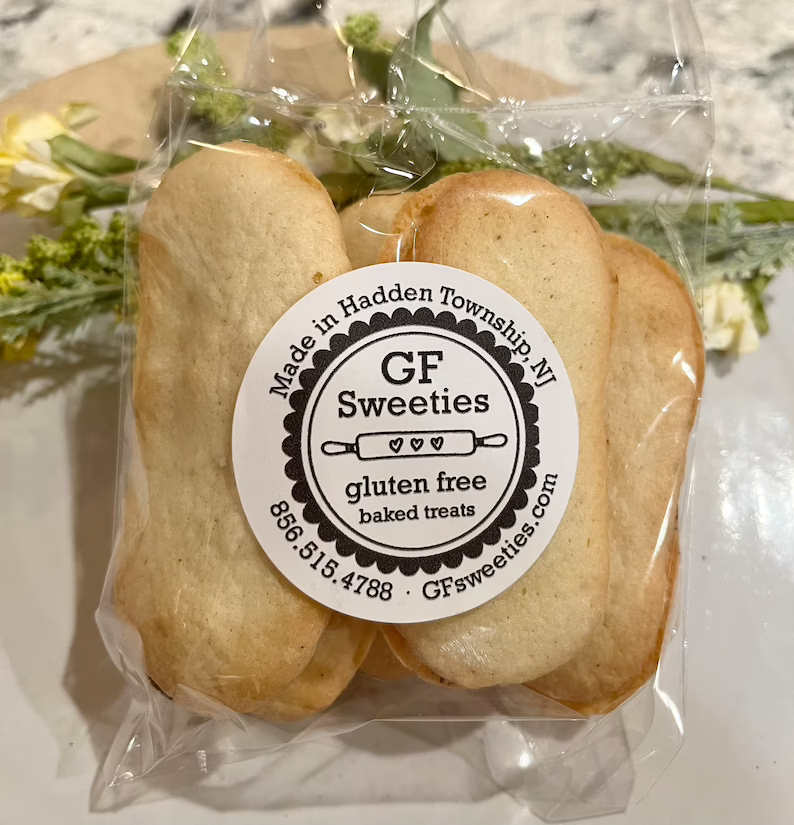 Made in Hadden Township, NJ
GF
Sweeties
gluten free
baked treats
856.515.4788 · GFsweeties.com